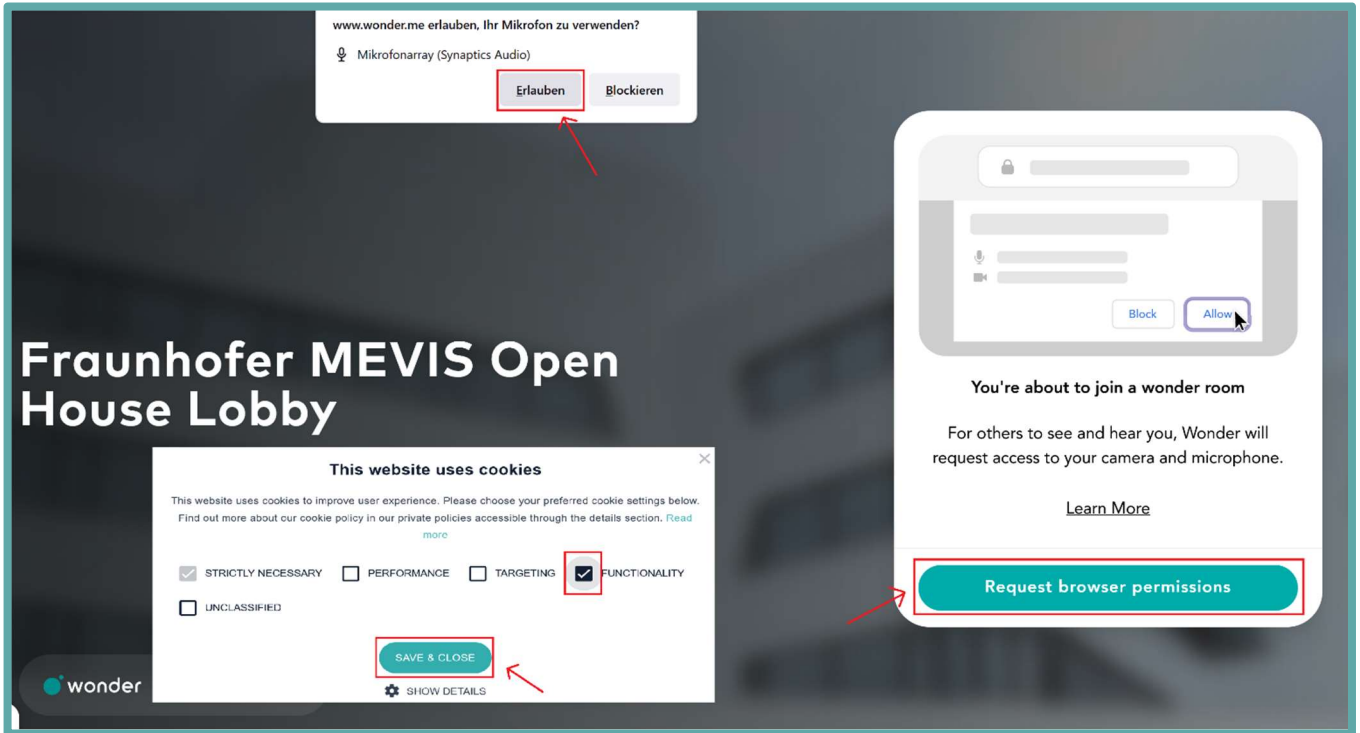 www.wonder.me erlauben, Ihr Mikrofon zu verwenden?
Mikrofonarray (Synaptics Audio)
Erlauben Blockieren
Block Allow
Fraunhofer MEVIS Open
House Lobby
You're about to join a wonder room
For others to see and hear you, Wonder will
request access to your camera and microphone.
Learn More
Request browser permissions
This website uses cookies
This website uses cookies to improve user experience. Please choose your preferred cookie settings below.
Find out more about our cookie policy in our private policies accessible through the details section. Read
more
STRICTLY NECESSARY PERFORMANCE TARGETING FUNCTIONALITY
UNCLASSIFIED
SAVE & CLOSE
SHOW DETAILS
wonder